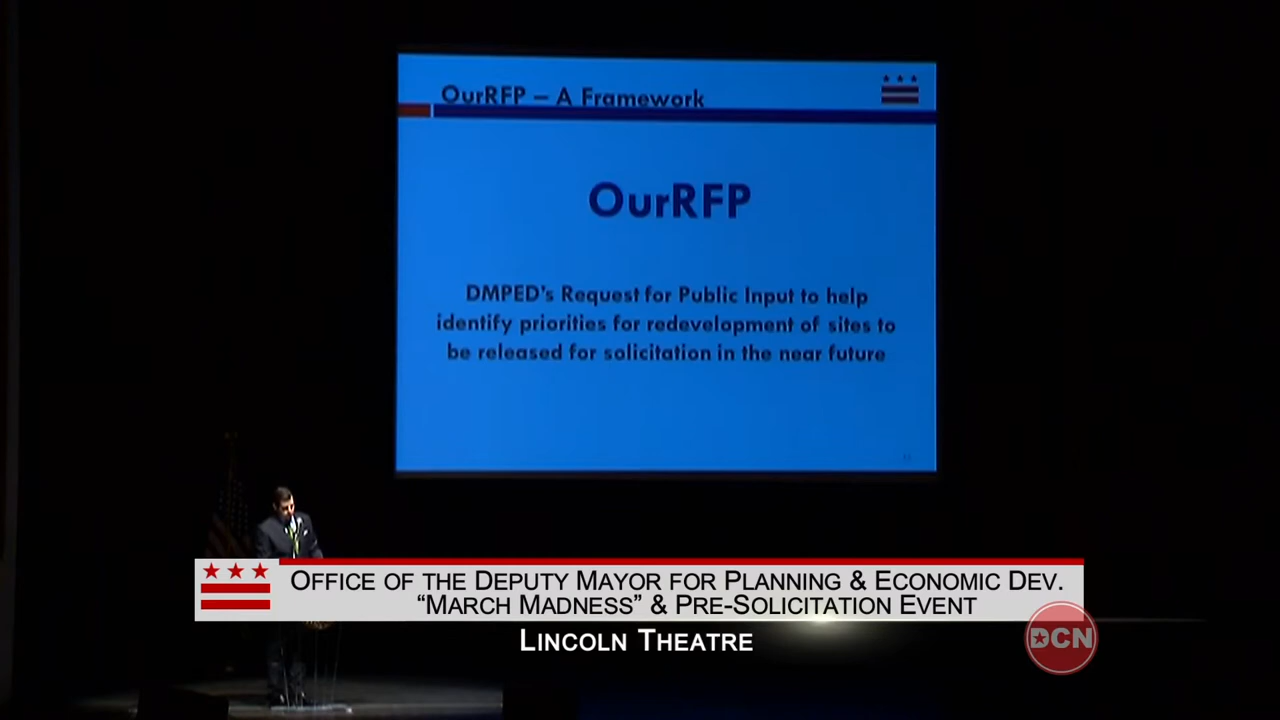 OurRFP – A Framework
OurRFP
DMPED's Request for Public Input to help
identify priorities for redevelopment of sites to
be released for solicitation in the near future
OFFICE OF THE DEPUTY MAYOR FOR PLANNING & ECONOMIC DEV.
“MARCH MADNESS” & PRE-SOLICITATION EVENT
LINCOLN THEATRE
DCN